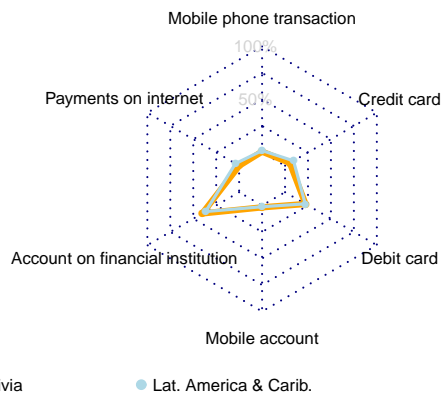 Mobile phone transaction
100%
Payments on internet
50%
Credit card
Account on financial institution
Debit card
Mobile account
via
Lat. America & Carib.